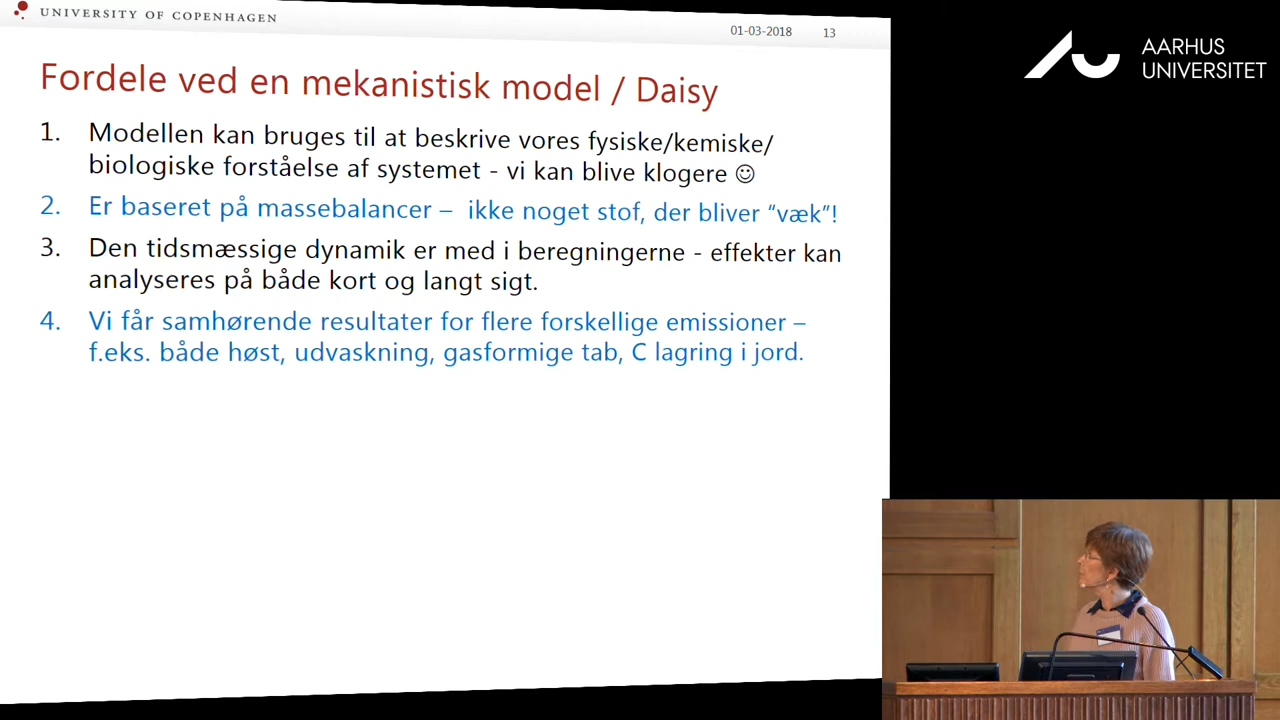 UNIVERSITY OF COPENHAGEN
01-03-2018 13
Fordele ved en mekanistisk model / Daisy
1. Modellen kan bruges til at beskrive vores fysiske/kemiske/
biologiske forståelse af systemet - vi kan blive klogere ☺
2. Er baseret på massebalancer – ikke noget stof, der bliver “væk”!
3. Den tidsmæssige dynamik er med i beregningerne - effekter kan
analyseres på både kort og langt sigt.
4. Vi får samhørende resultater for flere forskellige emissioner –
f.eks. både høst, udvaskning, gasformige tab, C lagring i jord.
AARHUS
UNIVERSITET